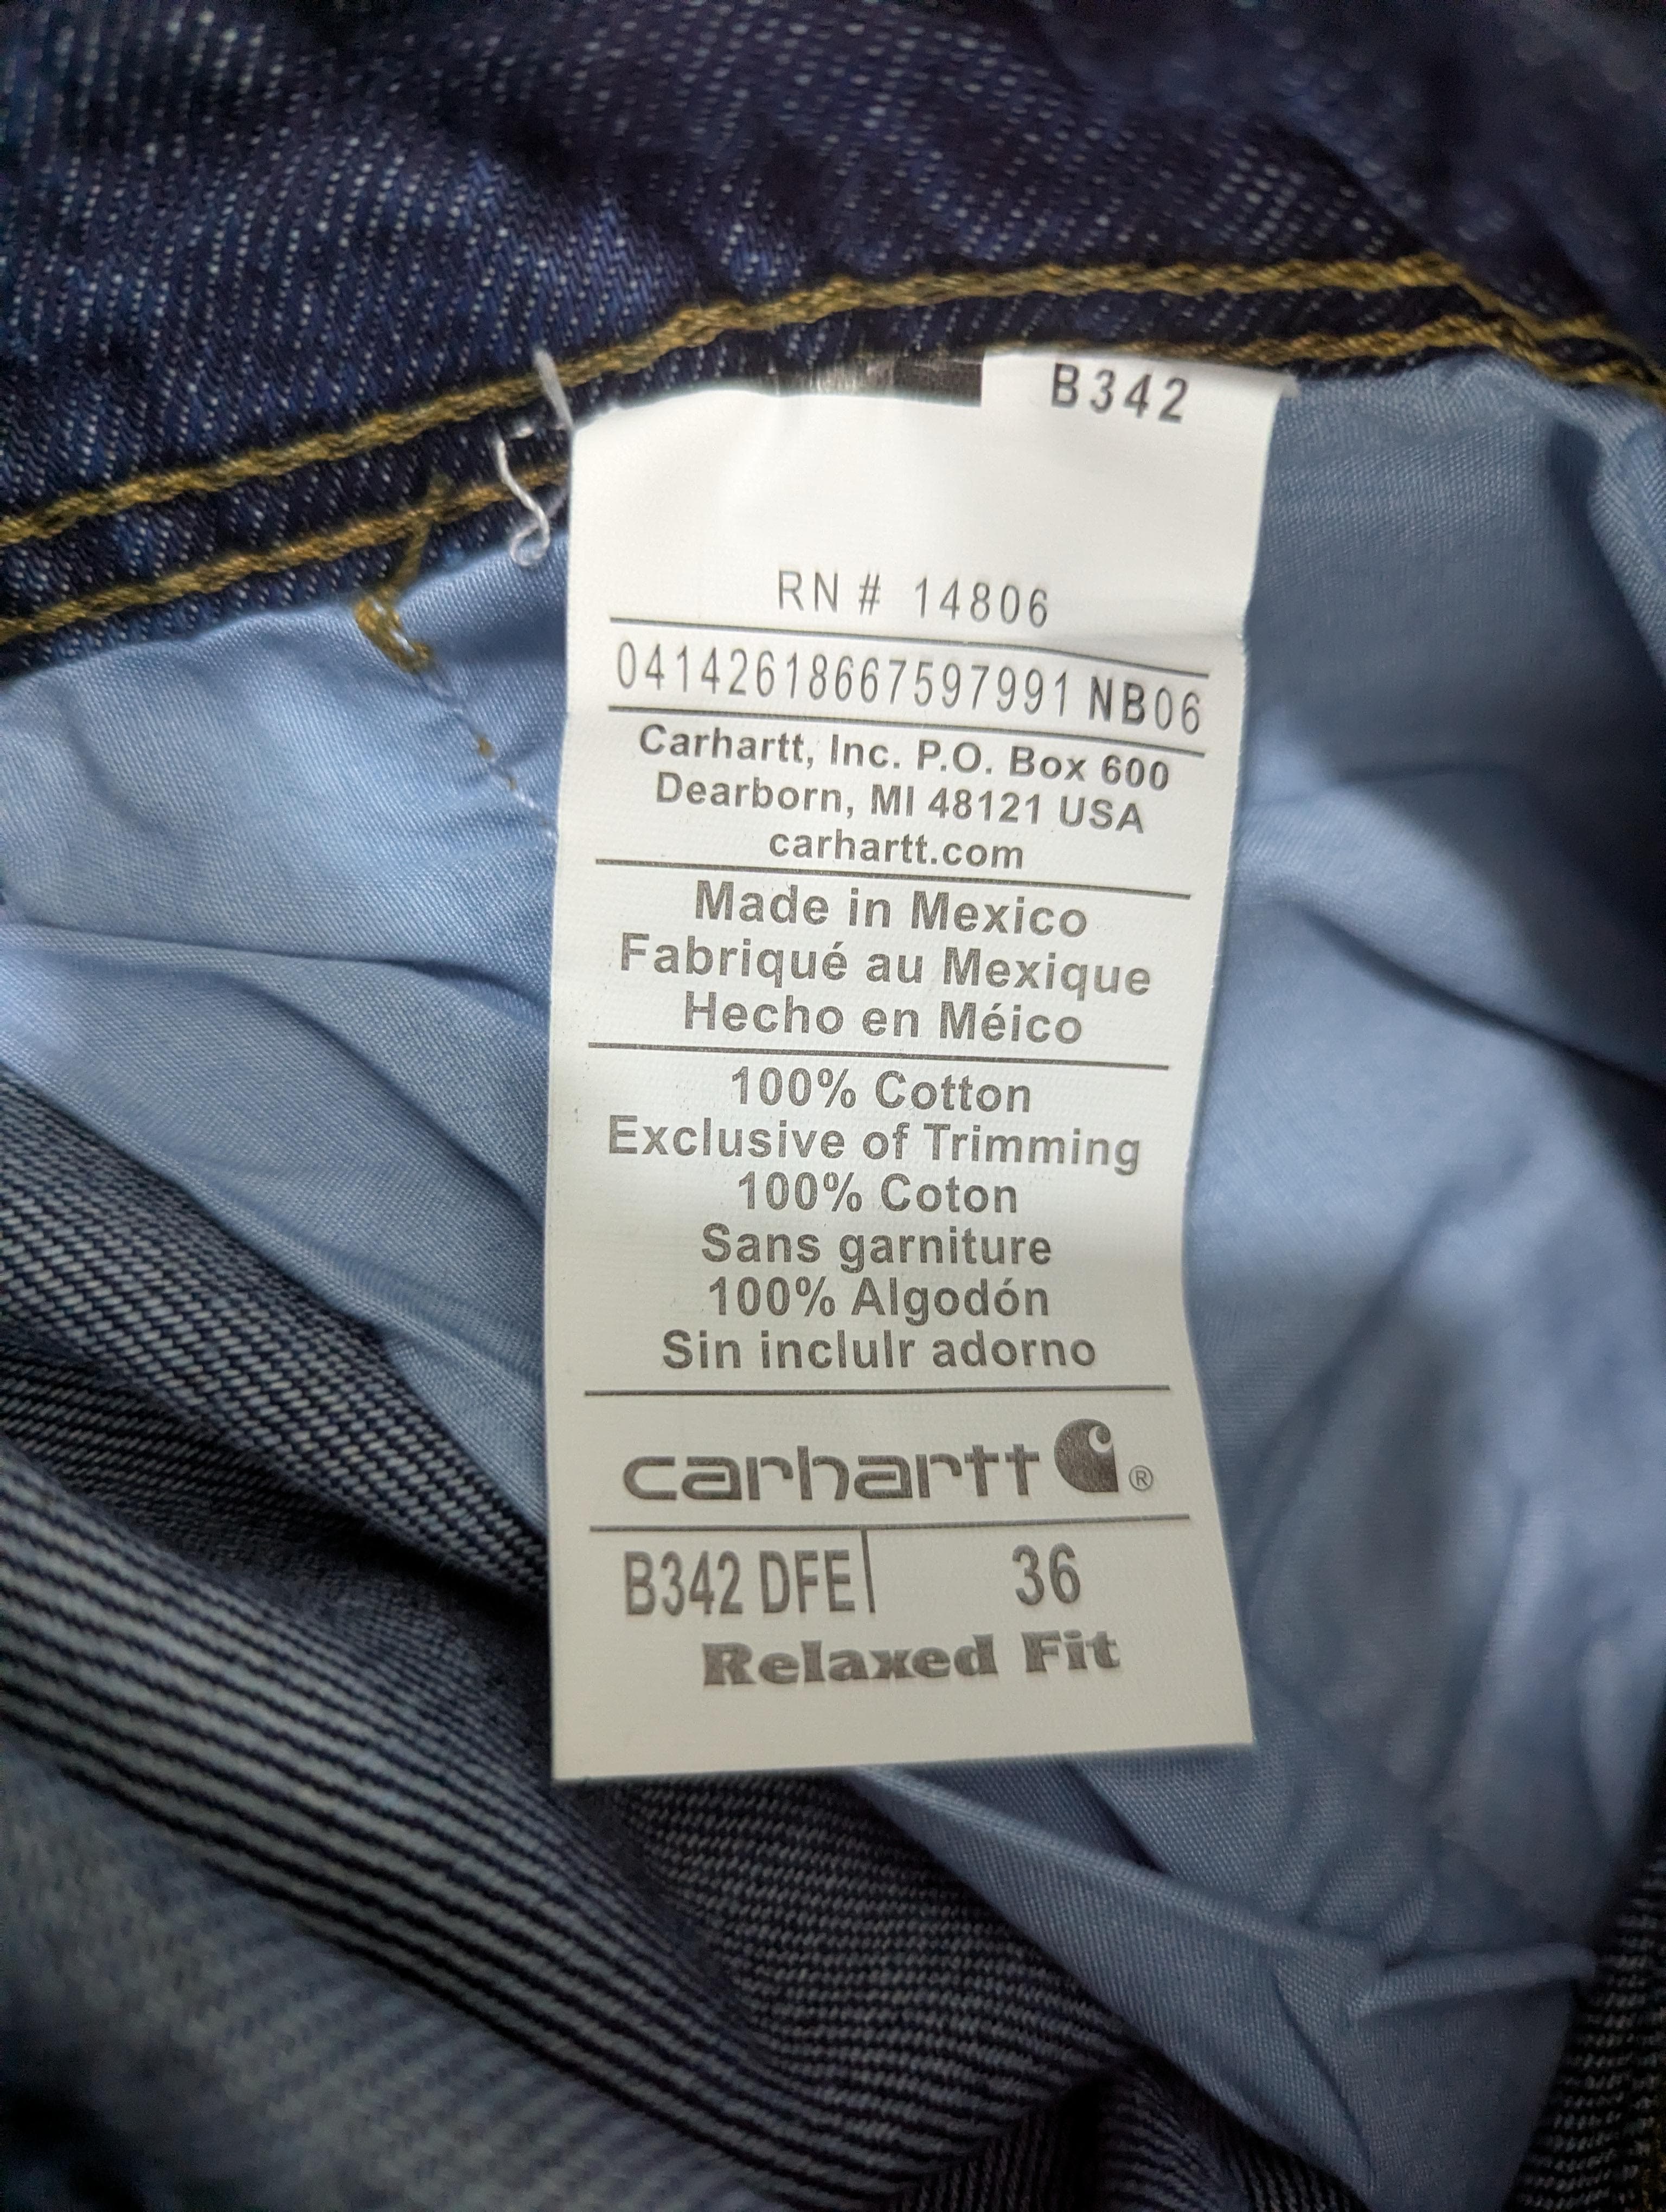 B342
RN # 14806
04142618667597991 NB06
Carhartt, Inc. P.O. Box 600
Dearborn, MI 48121 USA
carhartt.com
Made in Mexico
Fabriqué au Mexique
Hecho en Méico
100% Cotton
Exclusive of Trimming
100% Coton
Sans garniture
100% Algodón
Sin inclulr adorno
carhartt ®
B342 DFE 36
Relaxed Fit